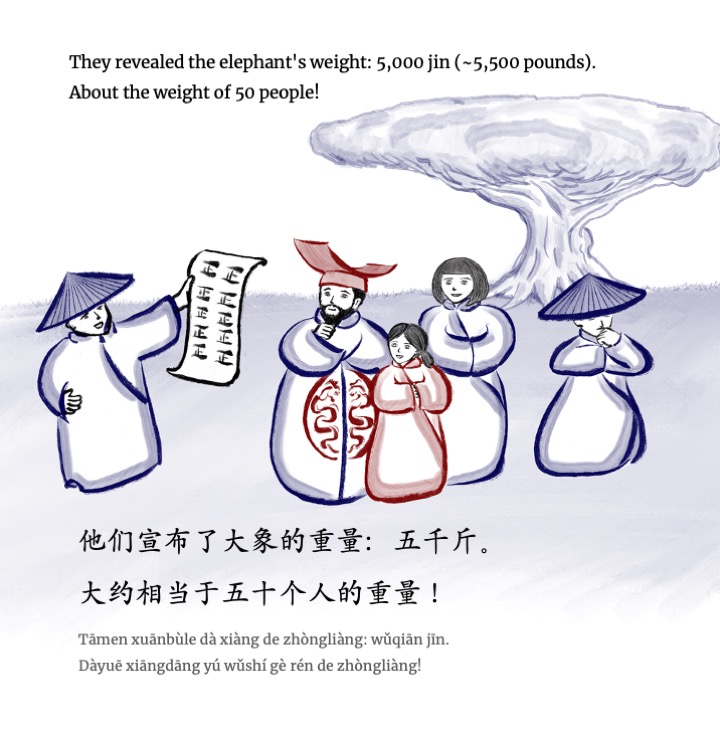 They revealed the elephant's weight: 5,000 jin (~5,500 pounds).
About the weight of 50 people!
他们宣布了大象的重量：五千斤。
大约相当于五十个人的重量！
Tāmen xuānbùle dà xiàng de zhòngliàng: wǔqiān jīn.
Dàyuē xiāngdāng yú wǔshí gè rén de zhòngliàng!